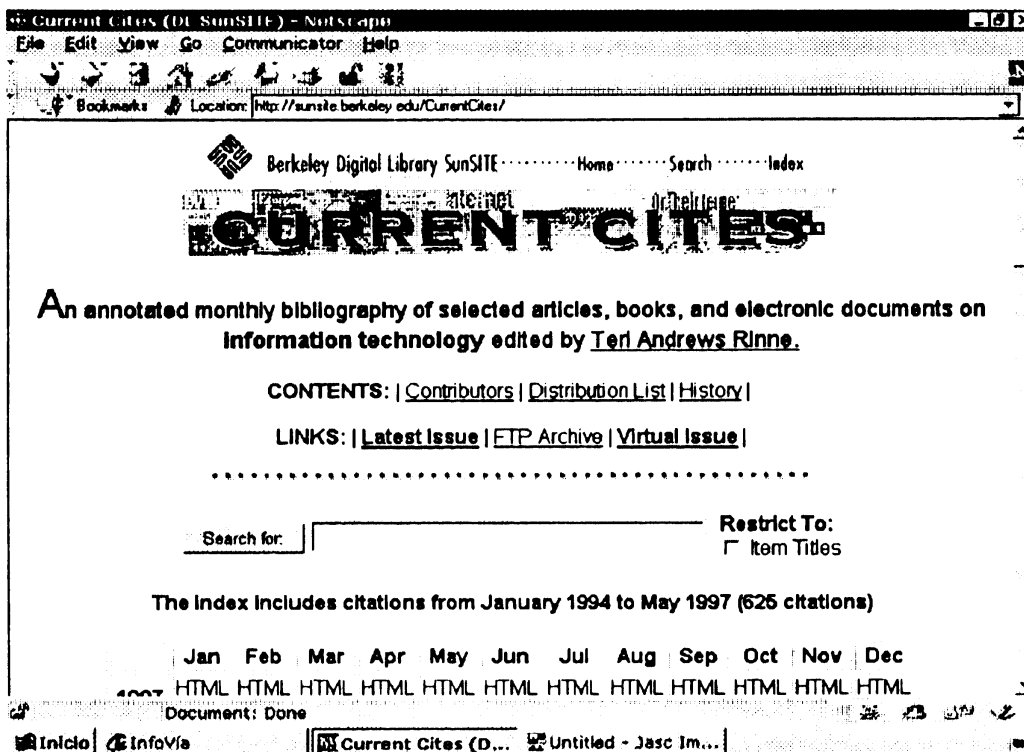 Current Cites (DL SunSITE) - Netscape
File Edit View Go Communicator Help
Bookmarks Location: http://sunsite.berkeley.edu/CurrentCites/
Berkeley Digital Library SunSITE Home Search Index
CURRENT CITES
An annotated monthly bibliography of selected articles, books, and electronic documents on
information technology edited by Teri Andrews Rinne.
CONTENTS: | Contributors | Distribution List | History |
LINKS: | Latest Issue | FTP Archive | Virtual Issue |
Search for:
Restrict To:
Item Titles
The Index includes citations from January 1994 to May 1997 (625 citations)
Jan Feb Mar Apr May Jun Jul Aug Sep Oct Nov Dec
1997 HTML HTML HTML HTML HTML HTML HTML HTML HTML HTML HTML HTML
Document: Done
Inicio InfoVía Current Cites (D... Untitled - Jasc Im...